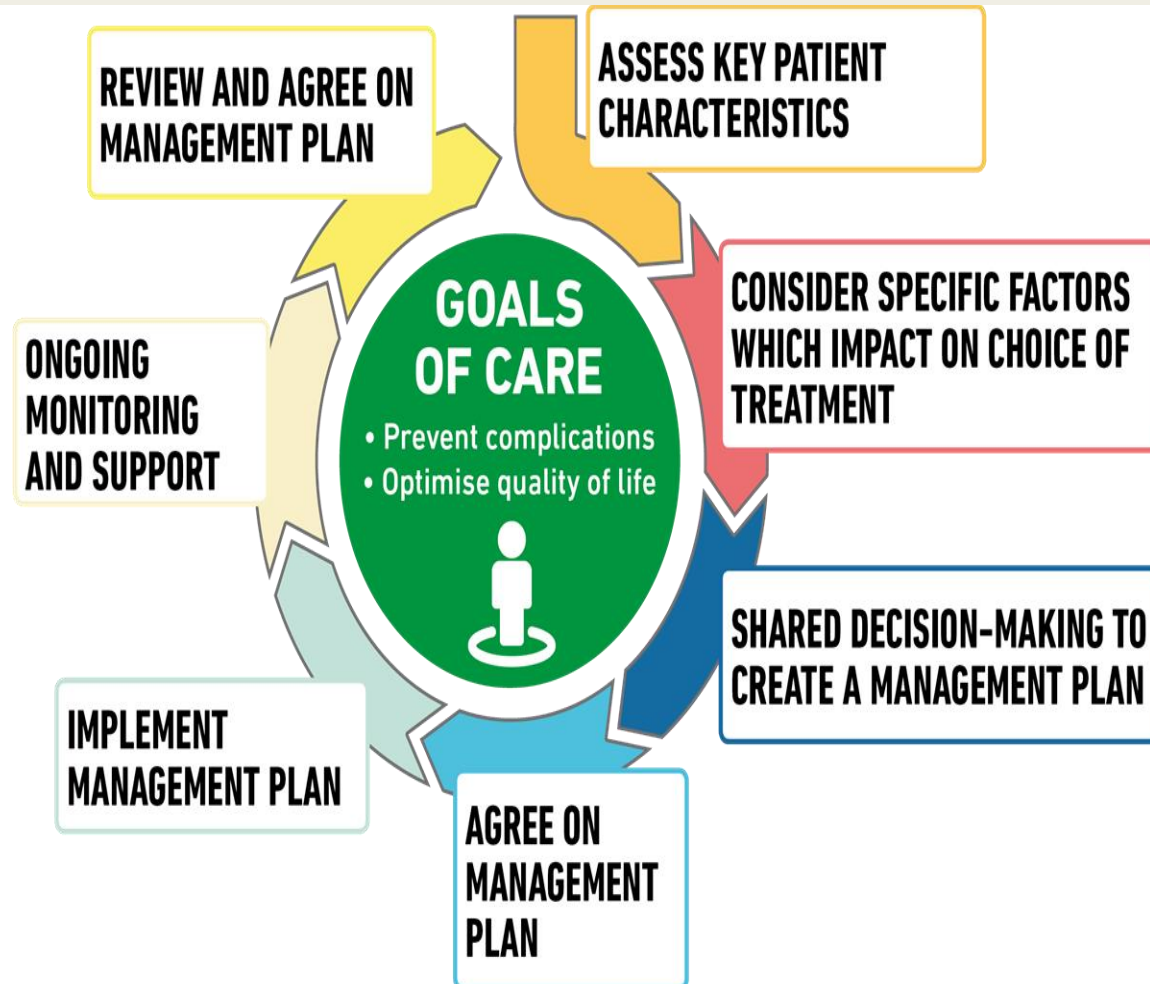 ASSESS KEY PATIENT
CHARACTERISTICS
CONSIDER SPECIFIC FACTORS
WHICH IMPACT ON CHOICE OF
TREATMENT
SHARED DECISION-MAKING TO
CREATE A MANAGEMENT PLAN
AGREE ON
MANAGEMENT
PLAN
IMPLEMENT
MANAGEMENT PLAN
ONGOING
MONITORING
AND SUPPORT
REVIEW AND AGREE ON
MANAGEMENT PLAN
GOALS
OF CARE
• Prevent complications
• Optimise quality of life